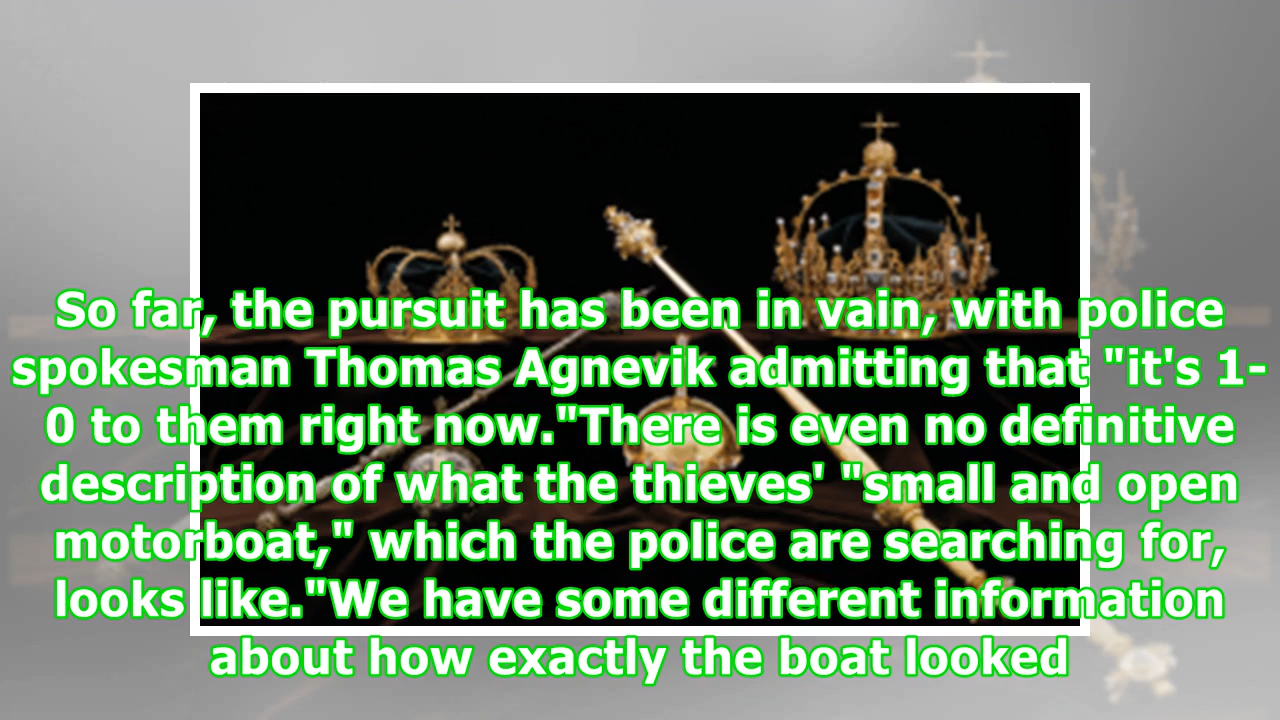 So far, the pursuit has been in vain, with police
spokesman Thomas Agnevik admitting that "it's 1-
0 to them right now."There is even no definitive
description of what the thieves' "small and open
motorboat," which the police are searching for,
looks like."We have some different information
about how exactly the boat looked